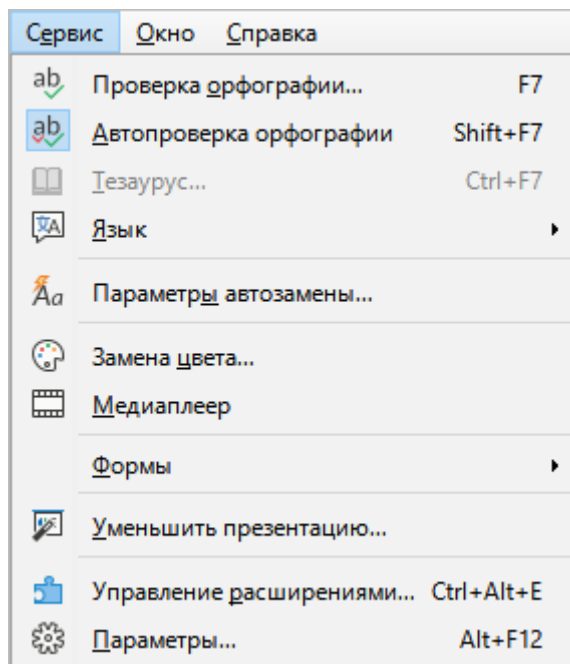 Сервис Окно Справка
Проверка орфографии... F7
Автопроверка орфографии Shift+F7
Тезаурус... Ctrl+F7
Язык
Параметры автозамены...
Замена цвета...
Медиаплеер
Формы
Уменьшить презентацию...
Управление расширениями... Ctrl+Alt+E
Параметры... Alt+F12